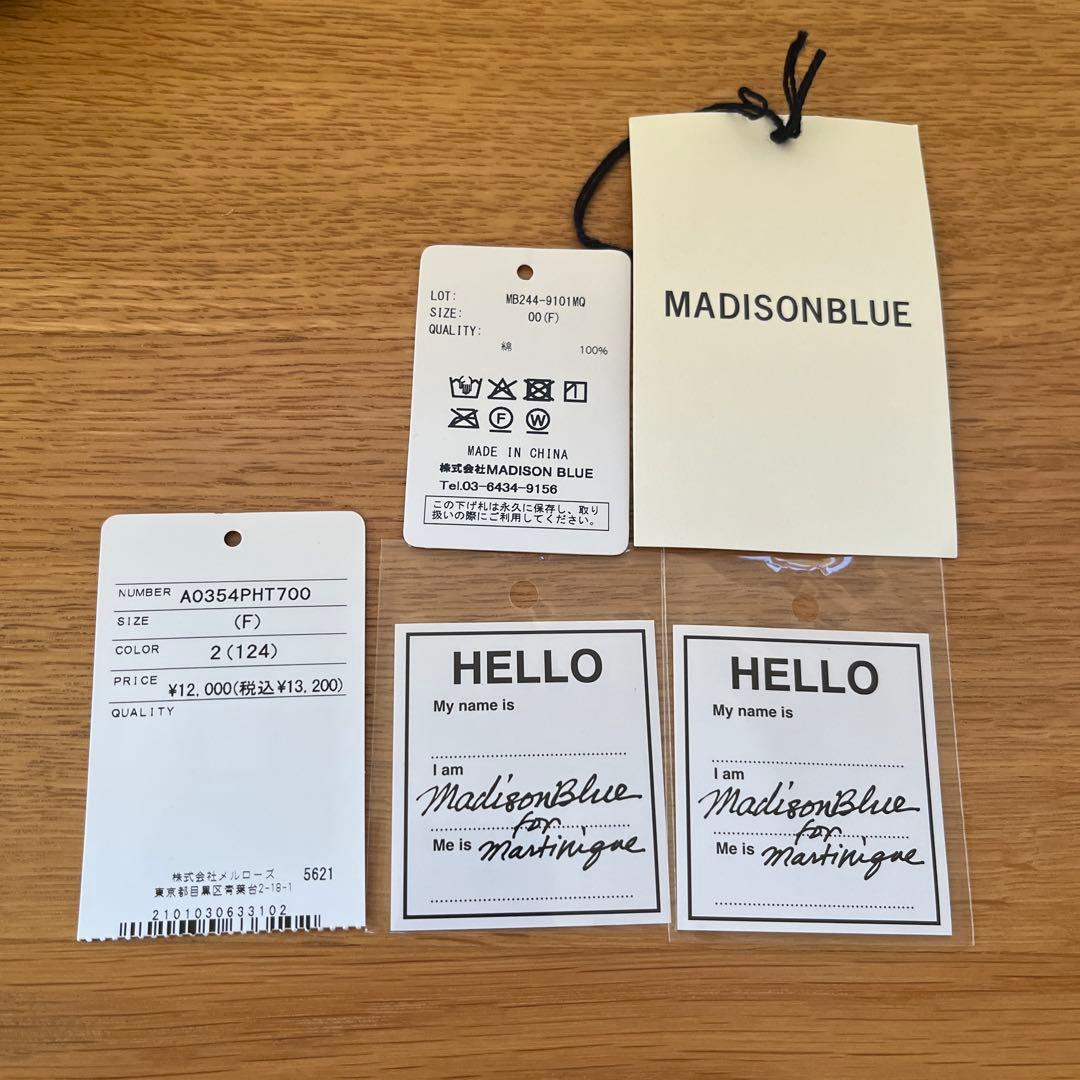 MADISONBLUE
LOT: MB244-9101MQ
SIZE: 00(F)
QUALITY:
綿 100%
F W
MADE IN CHINA
株式会社MADISON BLUE
Tel.03-6434-9156
この下げ札は永久に保存し、取り
扱いの際にご利用してください。
NUMBER A0354PHT700
SIZE (F)
COLOR 2(124)
PRICE ¥12,000(税込¥13,200)
QUALITY
株式会社メルローズ 5621
東京都目黒区青葉台2-18-1
2101030633102
HELLO
My name is
I am
MadisonBlue
for
Me is Martinique
HELLO
My name is
I am
MadisonBlue
for
Me is Martinique